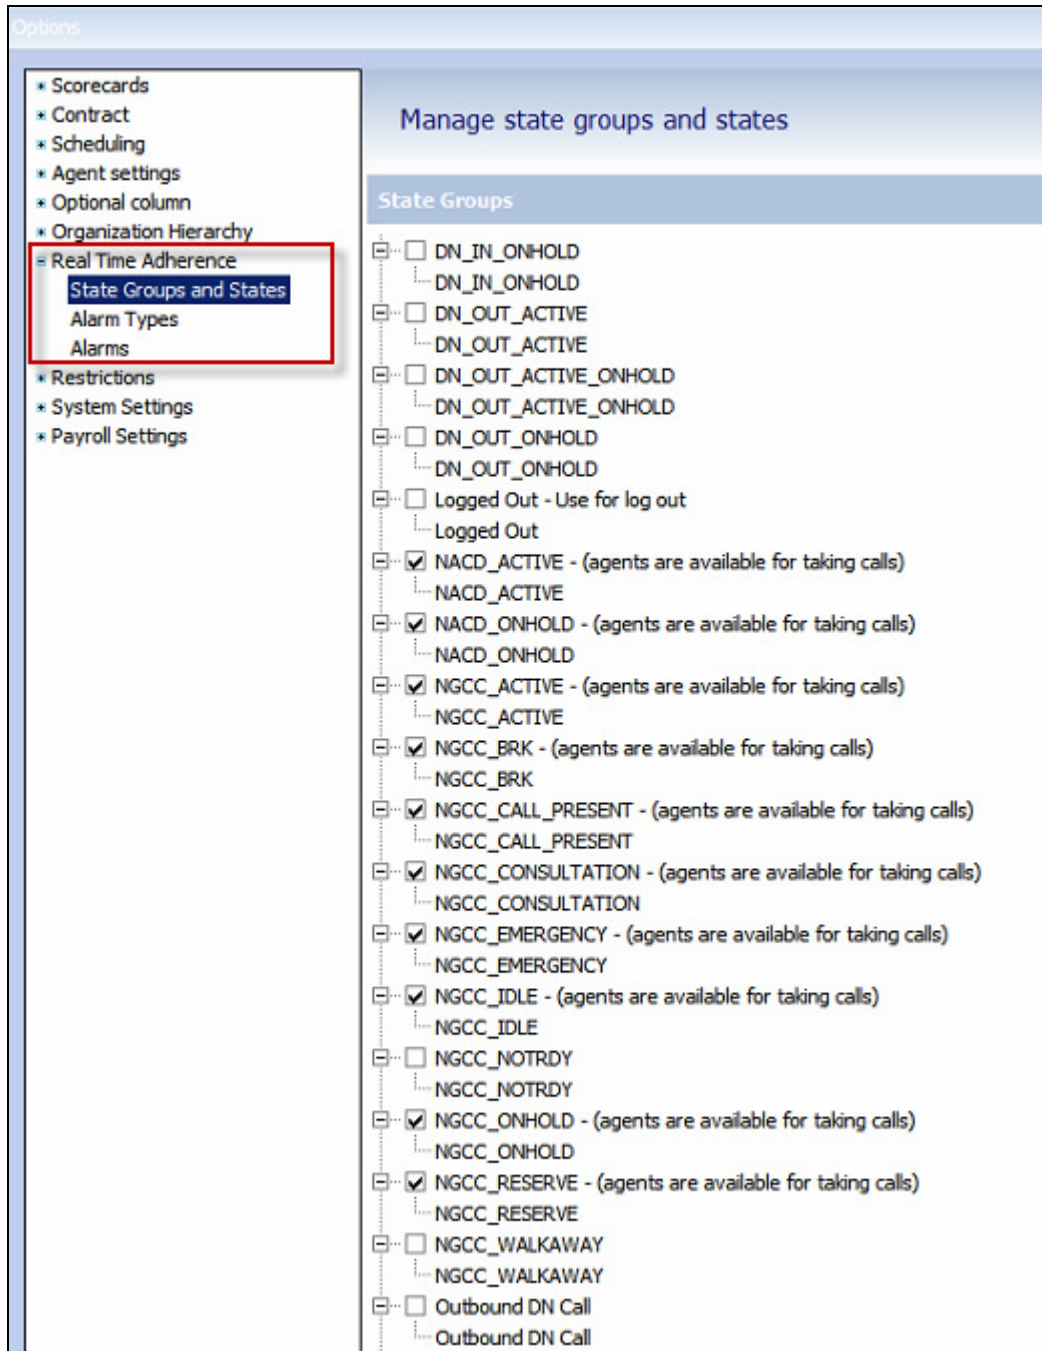 Options
Scorecards
Contract
Scheduling
Agent settings
Optional column
Organization Hierarchy
Real Time Adherence
State Groups and States
Alarm Types
Alarms
Restrictions
System Settings
Payroll Settings
Manage state groups and states
State Groups
DN_IN_ONHOLD
DN_IN_ONHOLD
DN_OUT_ACTIVE
DN_OUT_ACTIVE
DN_OUT_ACTIVE_ONHOLD
DN_OUT_ACTIVE_ONHOLD
DN_OUT_ONHOLD
DN_OUT_ONHOLD
Logged Out - Use for log out
Logged Out
NACD_ACTIVE - (agents are available for taking calls)
NACD_ACTIVE
NACD_ONHOLD - (agents are available for taking calls)
NACD_ONHOLD
NGCC_ACTIVE - (agents are available for taking calls)
NGCC_ACTIVE
NGCC_BRK - (agents are available for taking calls)
NGCC_BRK
NGCC_CALL_PRESENT - (agents are available for taking calls)
NGCC_CALL_PRESENT
NGCC_CONSULTATION - (agents are available for taking calls)
NGCC_CONSULTATION
NGCC_EMERGENCY - (agents are available for taking calls)
NGCC_EMERGENCY
NGCC_IDLE - (agents are available for taking calls)
NGCC_IDLE
NGCC_NOTRDY
NGCC_NOTRDY
NGCC_ONHOLD - (agents are available for taking calls)
NGCC_ONHOLD
NGCC_RESERVE - (agents are available for taking calls)
NGCC_RESERVE
NGCC_WALKAWAY
NGCC_WALKAWAY
Outbound DN Call
Outbound DN Call